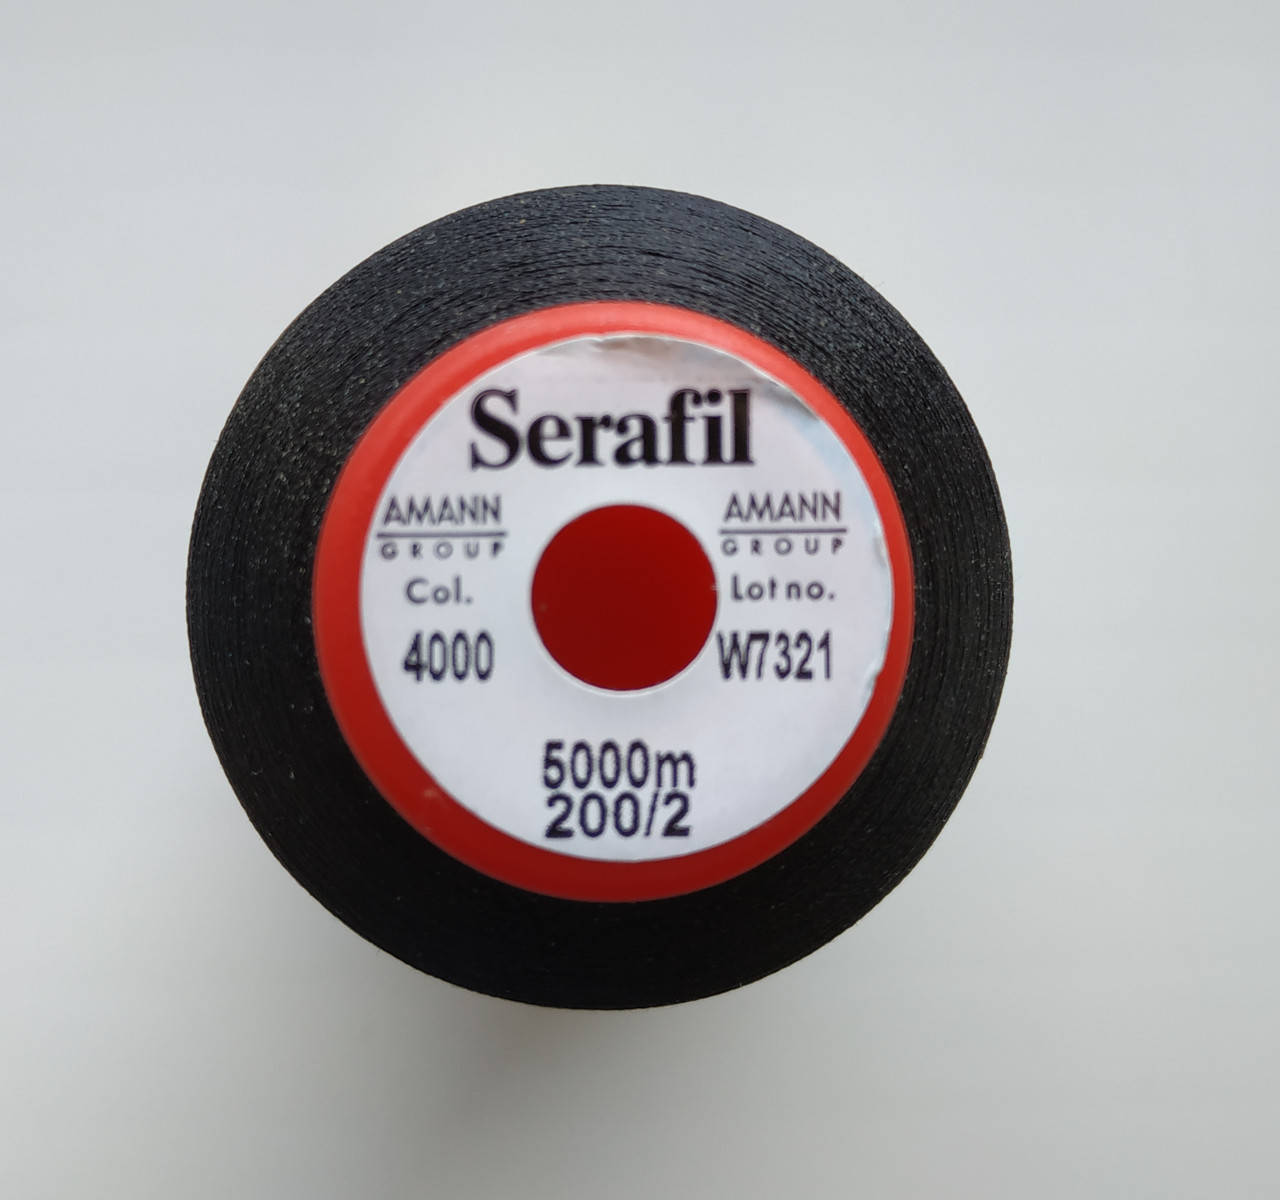 Serafil
AMANN
GROUP
Col.
4000
AMANN
GROUP
Lot no.
W7321
5000m
200/2